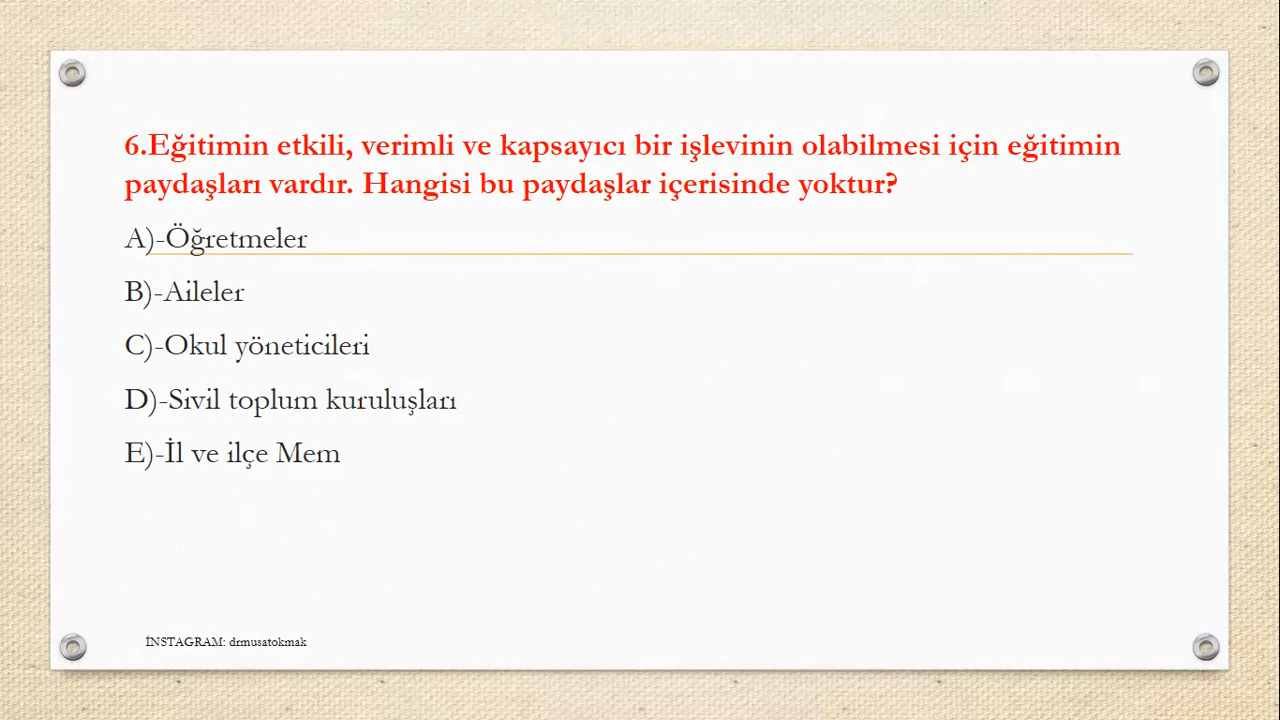 6.Eğitimin etkili, verimli ve kapsayıcı bir işlevinin olabilmesi için eğitimin
paydaşları vardır. Hangisi bu paydaşlar içerisinde yoktur?
A)-Öğretmeler
B)-Aileler
C)-Okul yöneticileri
D)-Sivil toplum kuruluşları
E)-İl ve ilçe Mem
İNSTAGRAM: drmusatokmak